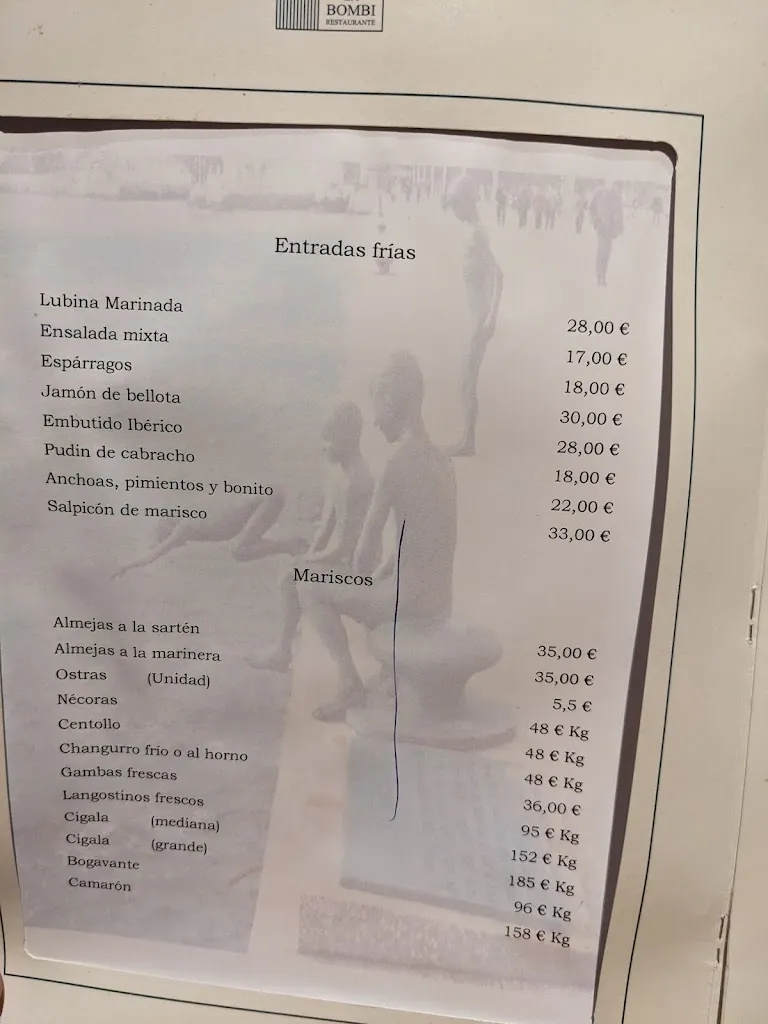 BOMBI
RESTAURANTE
Entradas frías
Lubina Marinada 28,00 €
Ensalada mixta 17,00 €
Espárragos 18,00 €
Jamón de bellota 30,00 €
Embutido Ibérico 28,00 €
Pudin de cabracho 18,00 €
Anchoas, pimientos y bonito 22,00 €
Salpicón de marisco 33,00 €
Mariscos
Almejas a la sartén 35,00 €
Almejas a la marinera 35,00 €
Ostras (Unidad) 5,5 €
Nécoras 48 € Kg
Centollo 48 € Kg
Changurro frio o al horno 48 € Kg
Gambas frescas 36,00 €
Langostinos frescos 95 € Kg
Cigala (mediana) 152 € Kg
Cigala (grande) 185 € Kg
Bogavante 96 € Kg
Camarón 158 € Kg